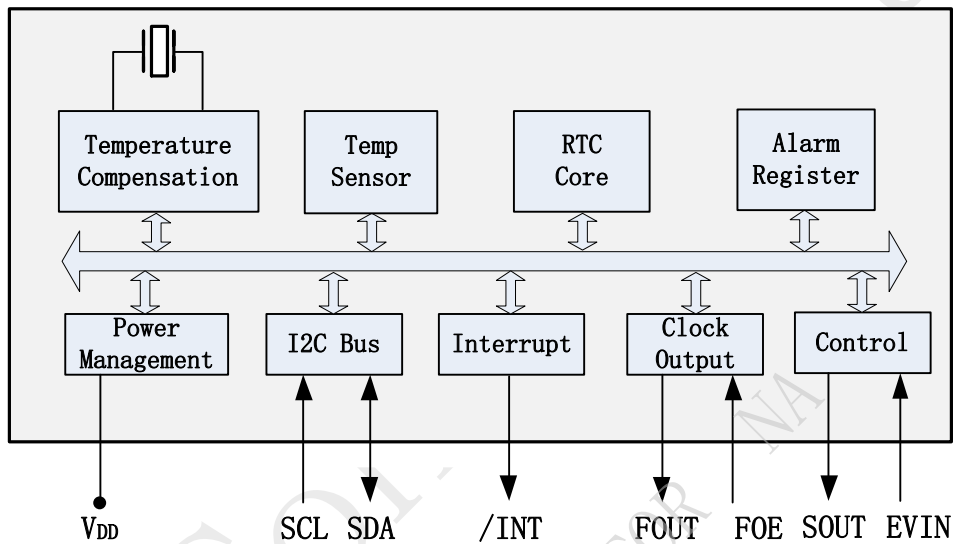 Temperature
Compensation
Temp
Sensor
RTC
Core
Alarm
Register
Power
Management
I2C Bus
Interrupt
Clock
Output
Control
VDD
SCL SDA
/INT
FOUT
FOE
SOUT
EVIN
NA